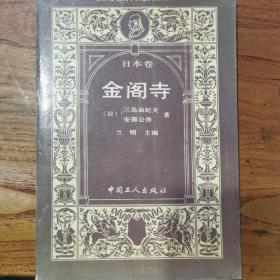 日本卷
金阁寺
〔日〕三岛由纪夫
安部公房 著
兰明 主编
中国工人出版社